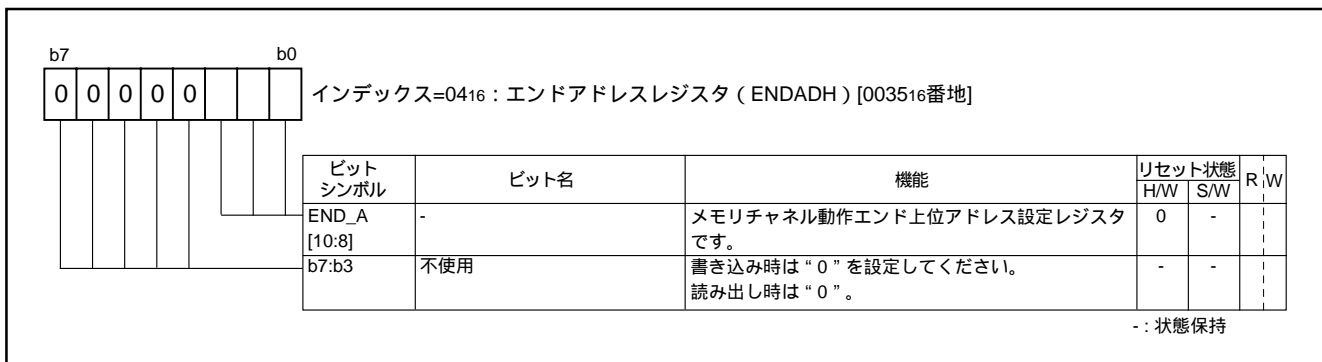 b7 b0
0 0 0 0 0 インデックス=0416：エンドアドレスレジスタ（ENDADH）[003516番地]
ビット
シンボル ビット名 機能 リセット状態 R W
H/W S/W
END_A
[10:8] - メモリチャネル動作エンド上位アドレス設定レジスタ
です。 0 -
b7:b3 不使用 書き込み時は“0”を設定してください。 - -
読み出し時は“0”。
- : 状態保持